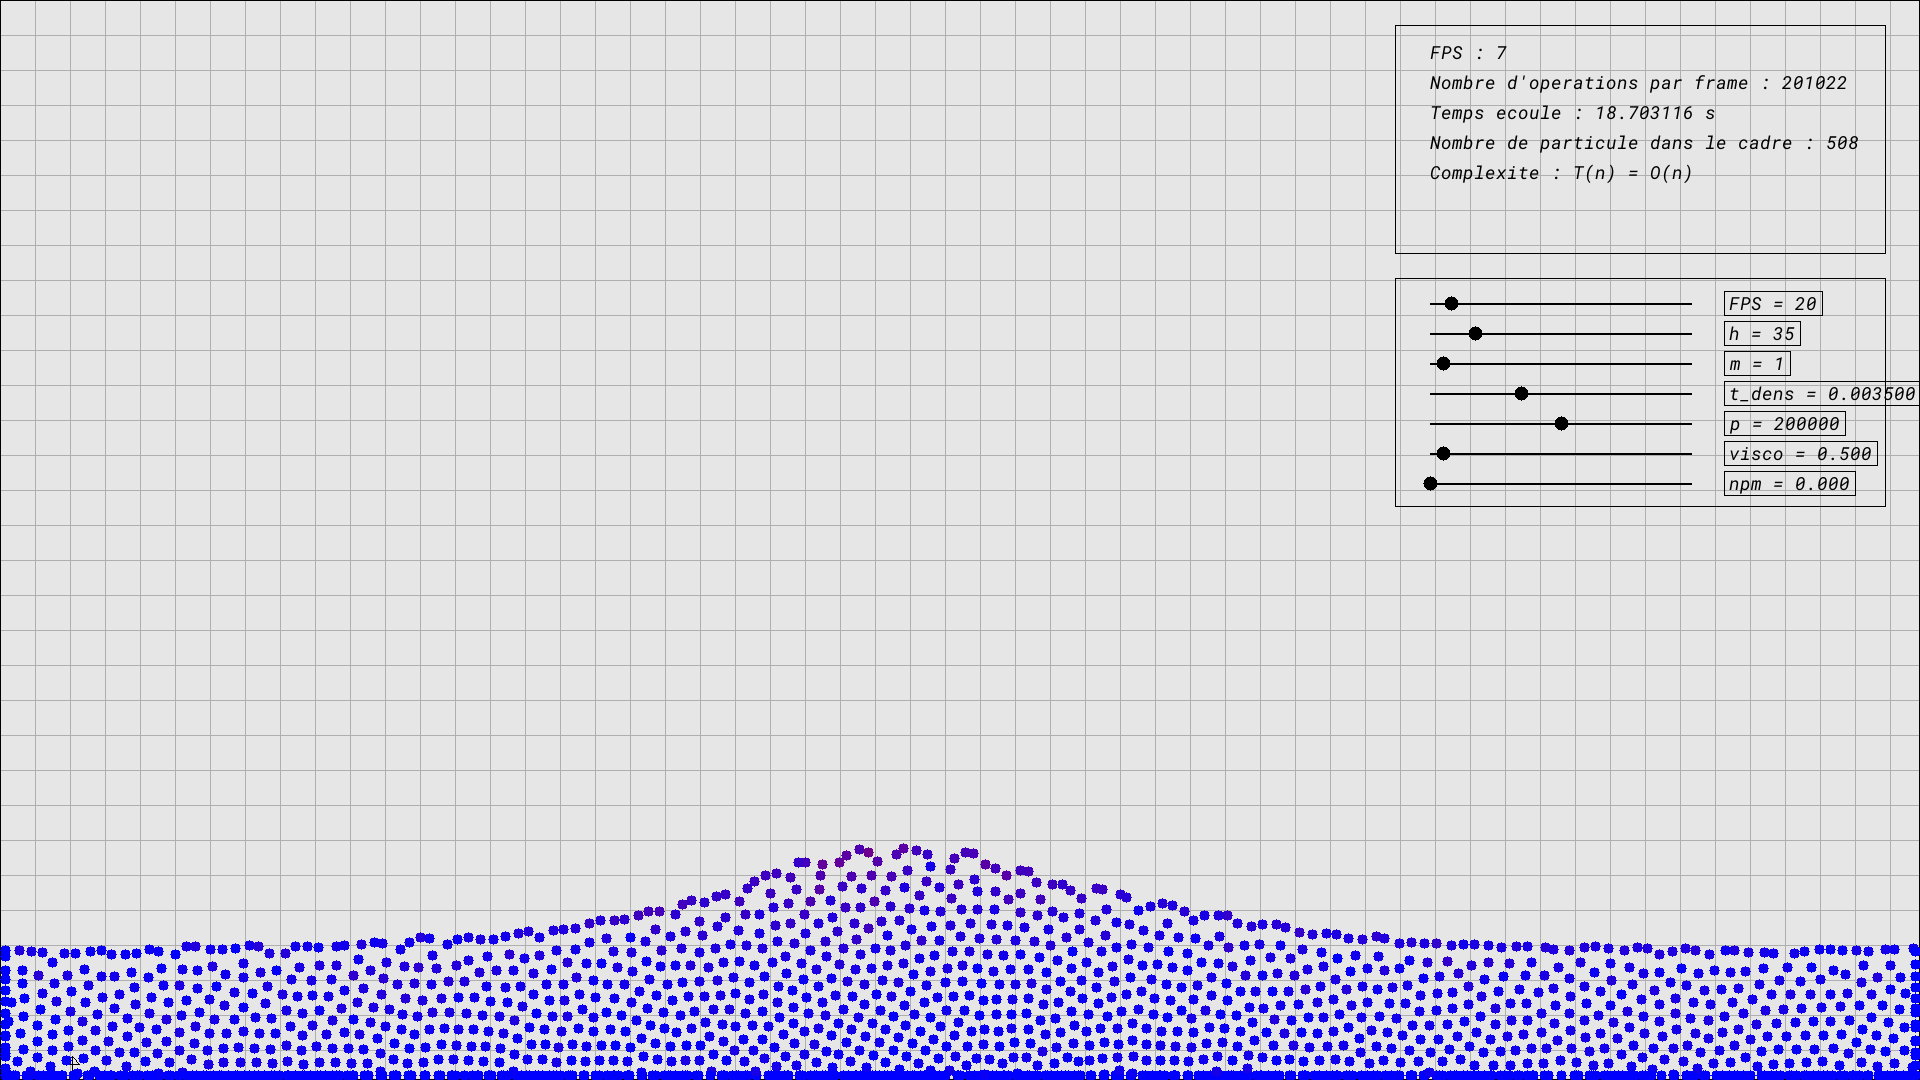 FPS : 7
Nombre d'operations par frame : 201022
Temps ecoule : 18.703116 s
Nombre de particule dans le cadre : 508
Complexite : T(n) = O(n)
FPS = 20
h = 35
m = 1
t_dens = 0.003500
p = 200000
visco = 0.500
npm = 0.000